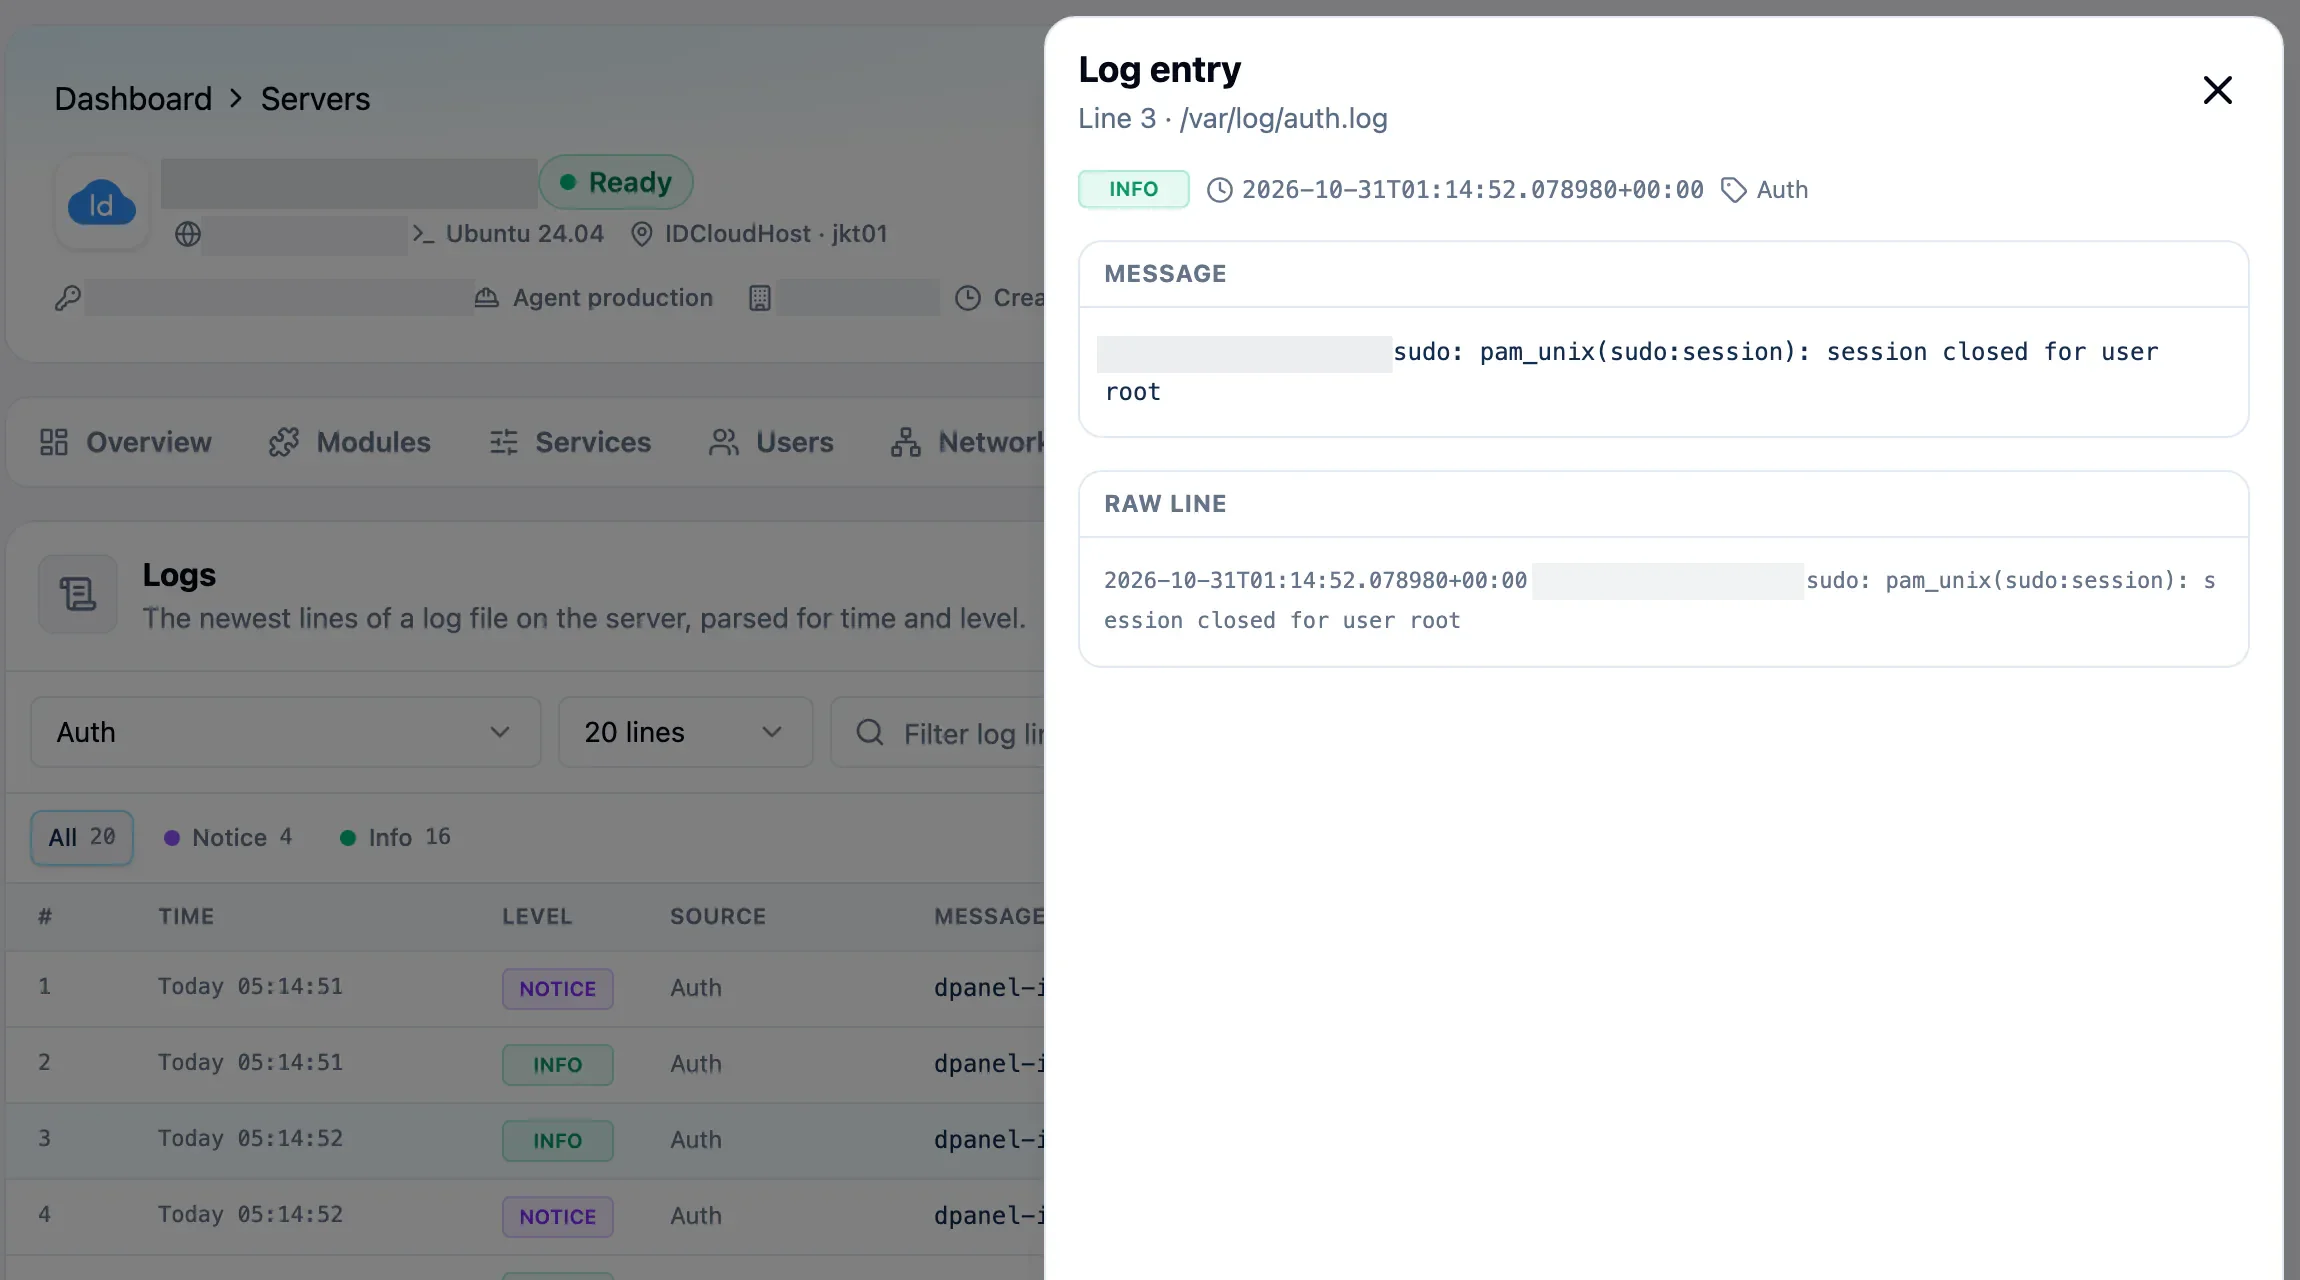 Dashboard > Servers
Id
Ready
>_ Ubuntu 24.04 IDCloudHost · jkt01
Agent production Crea
Overview Modules Services Users Network
Logs
The newest lines of a log file on the server, parsed for time and level.
Auth 20 lines Filter log lin
All 20 Notice 4 Info 16
# TIME LEVEL SOURCE MESSAGE
1 Today 05:14:51 NOTICE Auth dpanel-i
2 Today 05:14:51 INFO Auth dpanel-i
3 Today 05:14:52 INFO Auth dpanel-i
4 Today 05:14:52 NOTICE Auth dpanel-i
Log entry
Line 3 · /var/log/auth.log
INFO 2026-10-31T01:14:52.078980+00:00 Auth
MESSAGE
sudo: pam_unix(sudo:session): session closed for user
root
RAW LINE
2026-10-31T01:14:52.078980+00:00 sudo: pam_unix(sudo:session): s
ession closed for user root